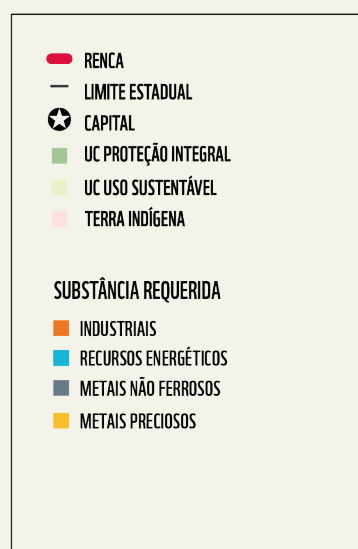 RENCA
LIMITE ESTADUAL
CAPITAL
UC PROTEÇÃO INTEGRAL
UC USO SUSTENTÁVEL
TERRA INDÍGENA
SUBSTÂNCIA REQUERIDA
INDUSTRIAIS
RECURSOS ENERGÉTICOS
METAIS NÃO FERROSOS
METAIS PRECIOSOS